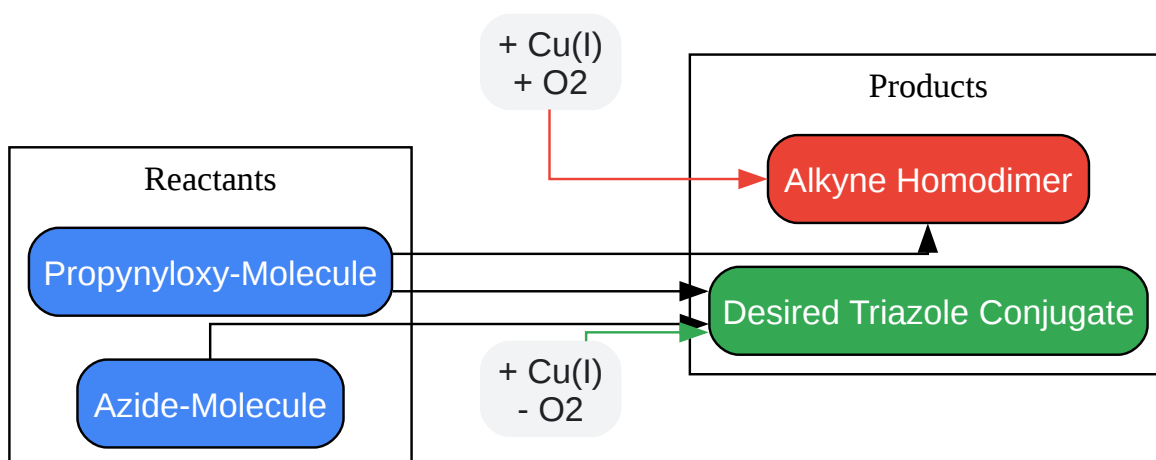 + Cu(I)
+ O2
Products
Reactants
Alkyne Homodimer
Propynyloxy-Molecule
Desired Triazole Conjugate
+ Cu(I)
- O2
Azide-Molecule